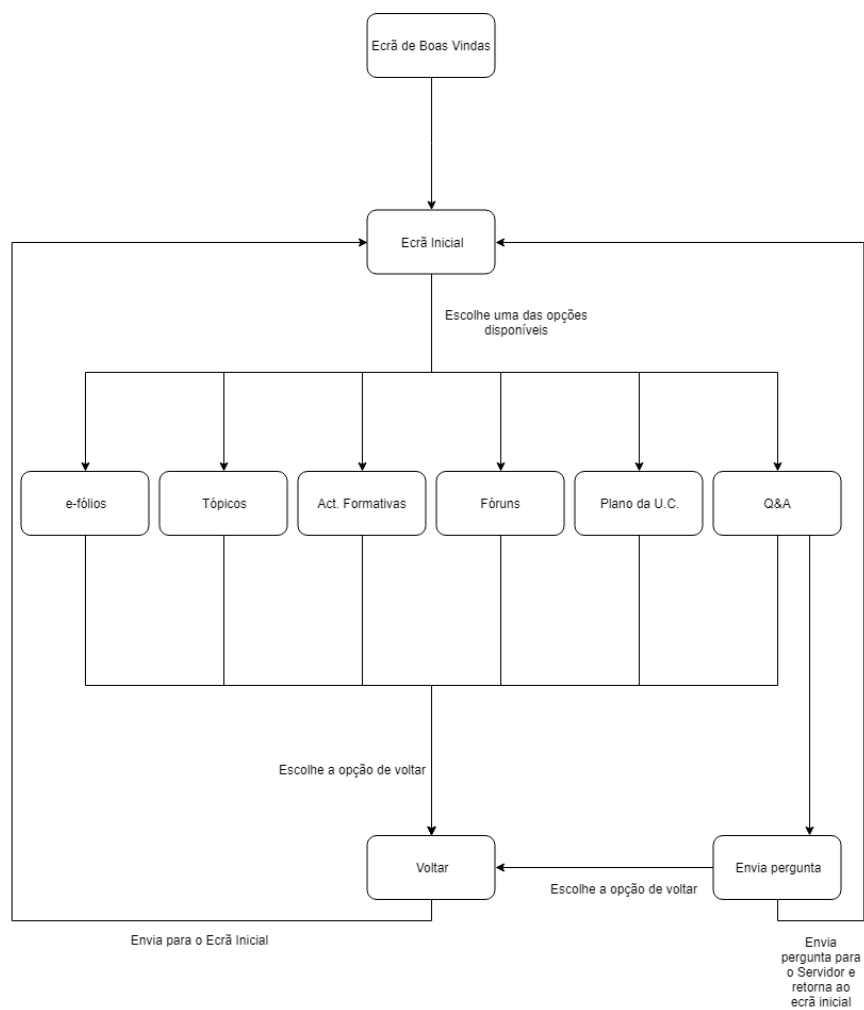 Ecrã de Boas Vindas
Ecrã Inicial
Escolhe uma das opções
disponíveis
e-fólios
Tópicos
Act. Formativas
Fóruns
Plano da U.C.
Q&A
Escolhe a opção de voltar
Voltar
Envia pergunta
Escolhe a opção de voltar
Envia para o Ecrã Inicial
Envia
pergunta para
o Servidor e
retorna ao
ecrã inicial